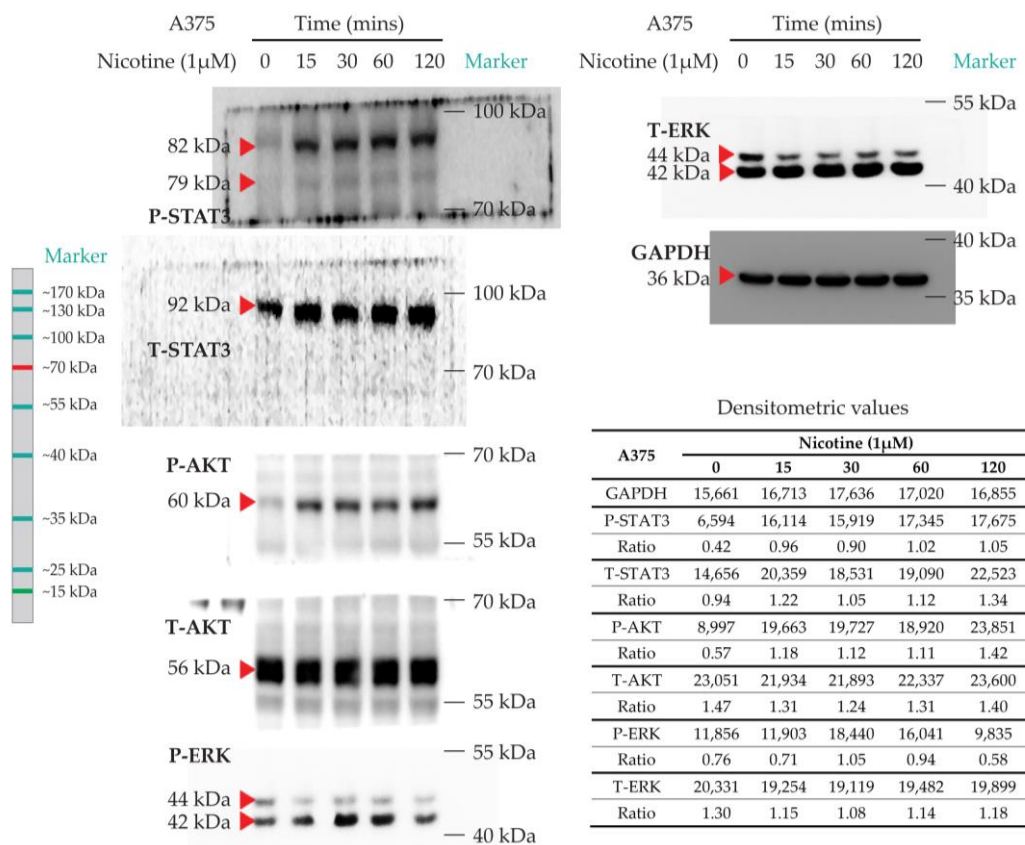 A375 Time (mins)
Nicotine (1μM) 0 15 30 60 120 Marker
100 kDa
82 kDa
79 kDa
70 kDa
P-STAT3
Marker
~170 kDa
~130 kDa
~100 kDa
~70 kDa
~55 kDa
~40 kDa
~35 kDa
~25 kDa
~15 kDa
92 kDa
100 kDa
T-STAT3
70 kDa
P-AKT
70 kDa
60 kDa
55 kDa
70 kDa
T-AKT
56 kDa
55 kDa
P-ERK
55 kDa
44 kDa
42 kDa
40 kDa
A375 Time (mins)
Nicotine (1μM) 0 15 30 60 120 Marker
55 kDa
T-ERK
44 kDa
42 kDa
40 kDa
40 kDa
GAPDH
36 kDa
35 kDa
Densitometric values
A375 Nicotine (1μM)
0 15 30 60 120
GAPDH 15,661 16,713 17,636 17,020 16,855
P-STAT3 6,594 16,114 15,919 17,345 17,675
Ratio 0.42 0.96 0.90 1.02 1.05
T-STAT3 14,656 20,359 18,531 19,090 22,523
Ratio 0.94 1.22 1.05 1.12 1.34
P-AKT 8,997 19,663 19,727 18,920 23,851
Ratio 0.57 1.18 1.12 1.11 1.42
T-AKT 23,051 21,934 21,893 22,337 23,600
Ratio 1.47 1.31 1.24 1.31 1.40
P-ERK 11,856 11,903 18,440 16,041 9,835
Ratio 0.76 0.71 1.05 0.94 0.58
T-ERK 20,331 19,254 19,119 19,482 19,899
Ratio 1.30 1.15 1.08 1.14 1.18